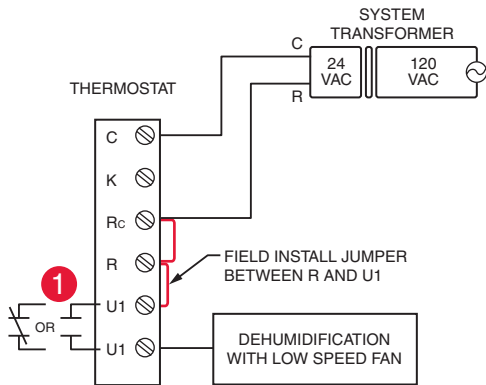 SYSTEM
TRANSFORMER
C
24
VAC
120
VAC
R
THERMOSTAT
C
K
Rc
R
FIELD INSTALL JUMPER
BETWEEN R AND U1
1
U1
OR
U1
DEHUMIDIFICATION
WITH LOW SPEED FAN